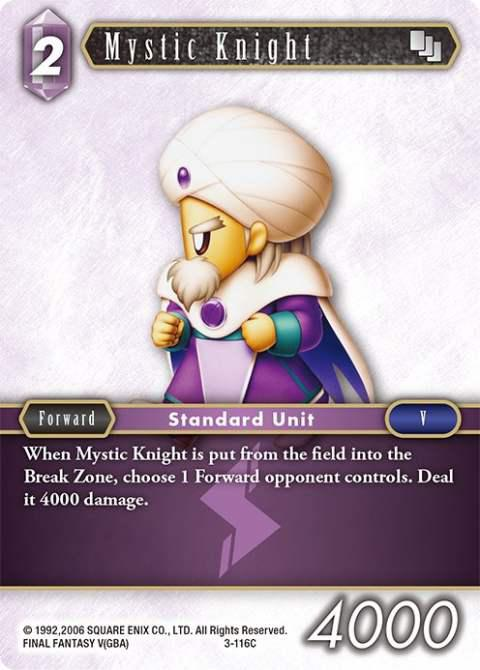 2
Mystic Knight
Forward
Standard Unit
V
When Mystic Knight is put from the field into the
Break Zone, choose 1 Forward opponent controls. Deal
it 4000 damage.
© 1992,2006 SQUARE ENIX CO., LTD. All Rights Reserved.
FINAL FANTASY V(GBA)
3-116C
4000